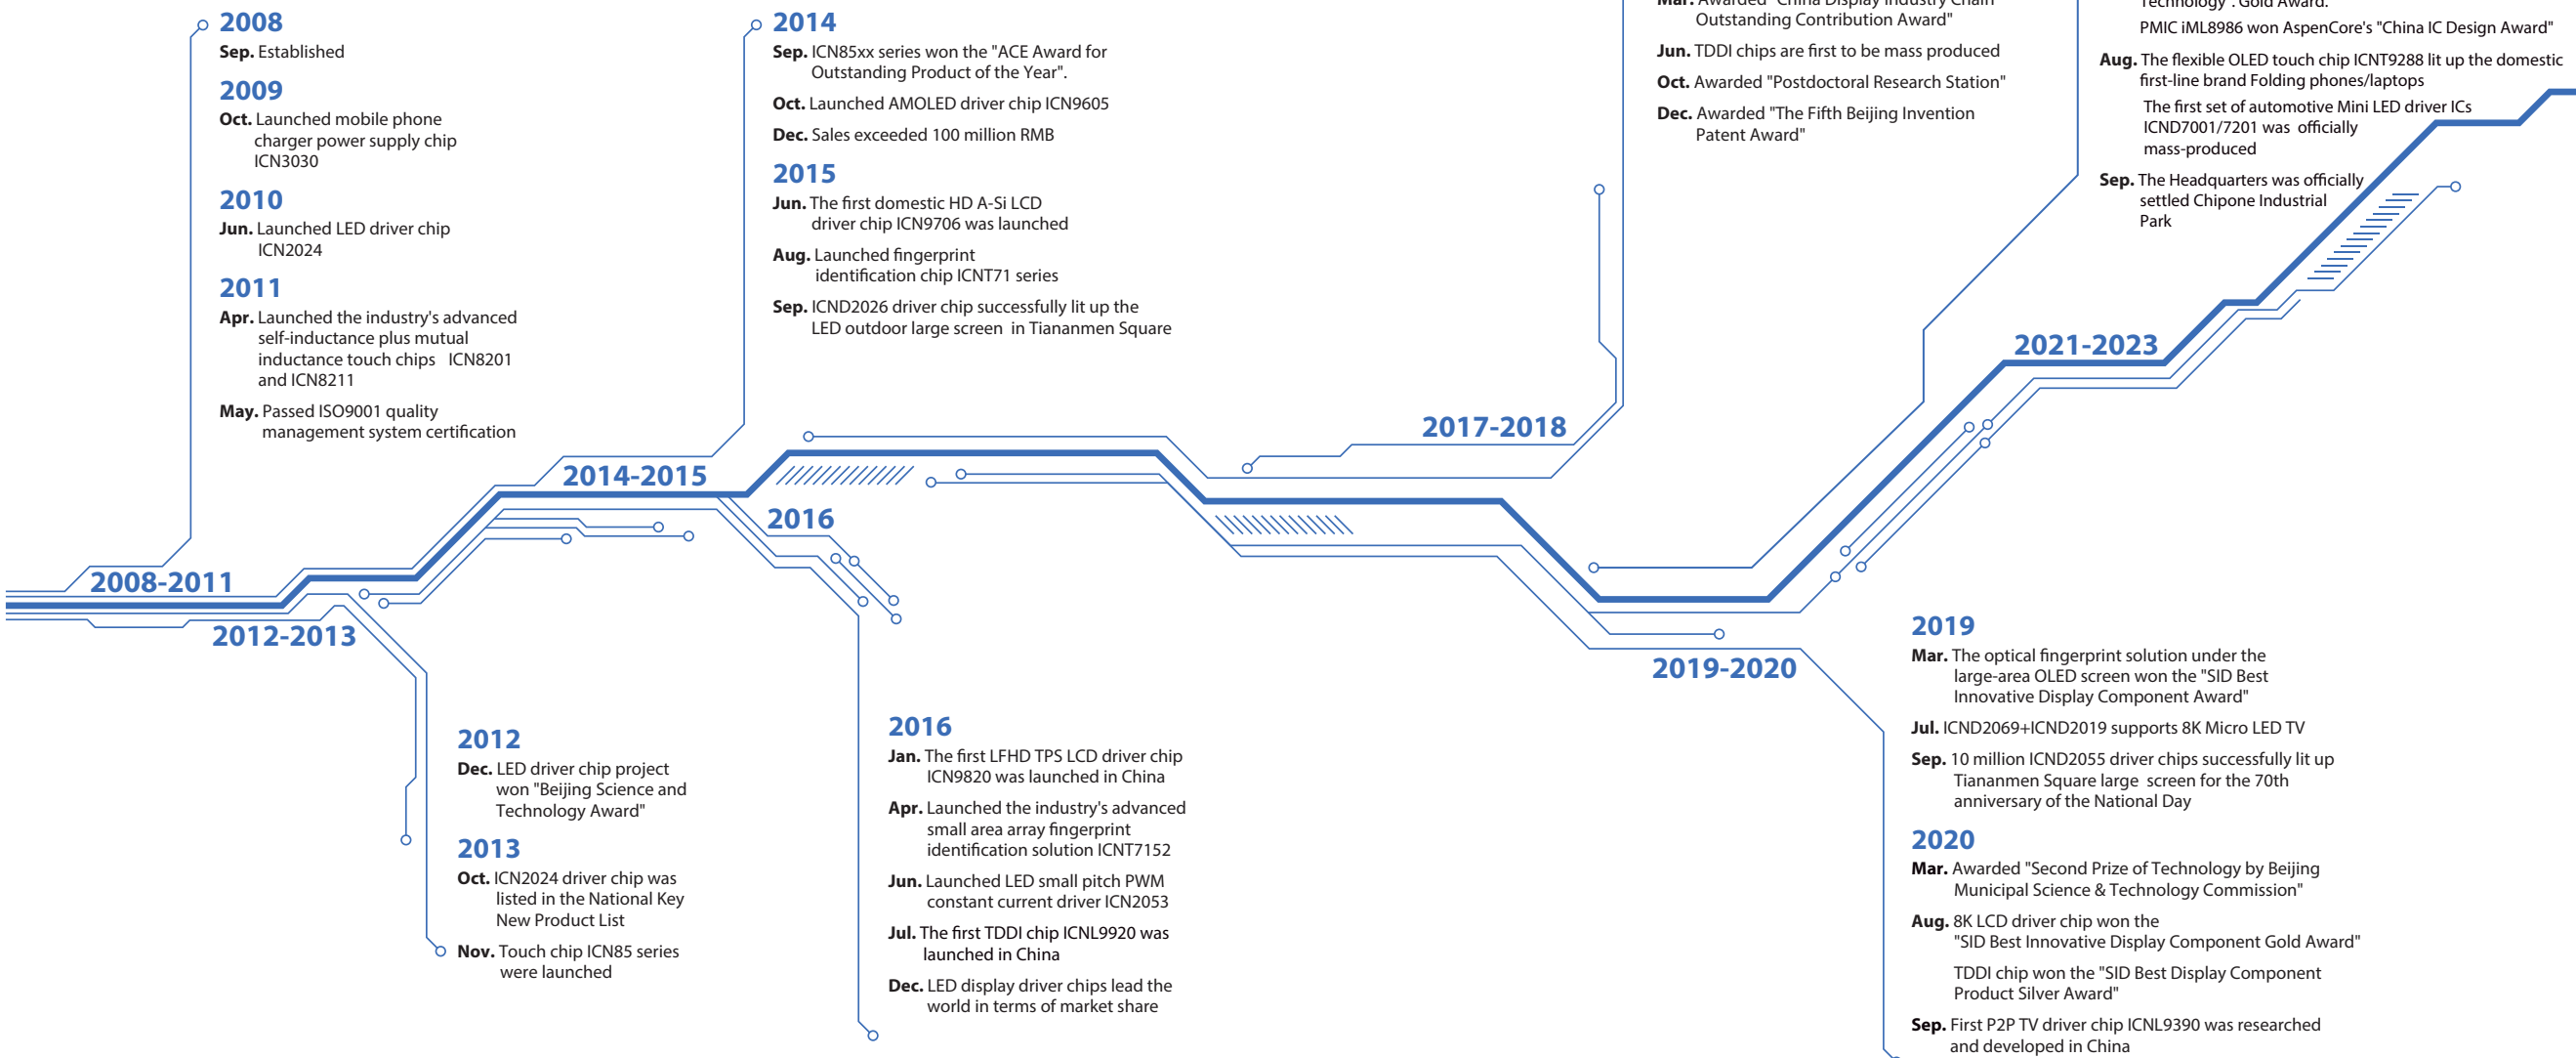 2008
Sep. Established
2009
Oct. Launched mobile phone
charger power supply chip
ICN3030
2010
Jun. Launched LED driver chip
ICN2024
2011
Apr. Launched the industry's advanced
self-inductance plus mutual
inductance touch chips ICN8201
and ICN8211
May. Passed ISO9001 quality
management system certification
2008-2011
2012-2013
2012
Dec. LED driver chip project
won "Beijing Science and
Technology Award"
2013
Oct. ICN2024 driver chip was
listed in the National Key
New Product List
Nov. Touch chip ICN85 series
were launched
2014
Sep. ICN85xx series won the "ACE Award for
Outstanding Product of the Year".
Oct. Launched AMOLED driver chip ICN9605
Dec. Sales exceeded 100 million RMB
2015
Jun. The first domestic HD A-Si LCD
driver chip ICN9706 was launched
Aug. Launched fingerprint
identification chip ICNT71 series
Sep. ICND2026 driver chip successfully lit up the
LED outdoor large screen in Tiananmen Square
2014-2015
2016
2016
Jan. The first LFHD TPS LCD driver chip
ICN9820 was launched in China
Apr. Launched the industry's advanced
small area array fingerprint
identification solution ICNT7152
Jun. Launched LED small pitch PWM
constant current driver ICN2053
Jul. The first TDDI chip ICNL9920 was
launched in China
Dec. LED display driver chips lead the
world in terms of market share
2017-2018
Mar. Awarded "China Display Industry Chain
Outstanding Contribution Award"
Jun. TDDI chips are first to be mass produced
Oct. Awarded "Postdoctoral Research Station"
Dec. Awarded "The Fifth Beijing Invention
Patent Award"
2019-2020
2019
Mar. The optical fingerprint solution under the
large-area OLED screen won the "SID Best
Innovative Display Component Award"
Jul. ICND2069+ICND2019 supports 8K Micro LED TV
Sep. 10 million ICND2055 driver chips successfully lit up
Tiananmen Square large screen for the 70th
anniversary of the National Day
2020
Mar. Awarded "Second Prize of Technology by Beijing
Municipal Science & Technology Commission"
Aug. 8K LCD driver chip won the
"SID Best Innovative Display Component Gold Award"
TDDI chip won the "SID Best Display Component
Product Silver Award"
Sep. First P2P TV driver chip ICNL9390 was researched
and developed in China
2021-2023
Technology". Gold Award.
PMIC iML8986 won AspenCore's "China IC Design Award"
Aug. The flexible OLED touch chip ICNT9288 lit up the domestic
first-line brand Folding phones/laptops
The first set of automotive Mini LED driver ICs
ICND7001/7201 was officially
mass-produced
Sep. The Headquarters was officially
settled Chipone Industrial
Park